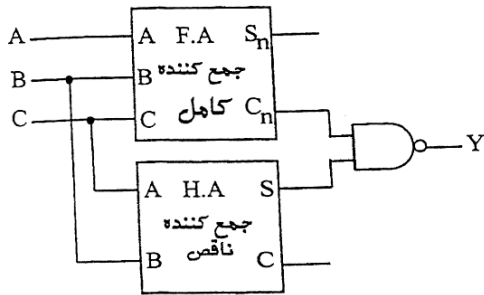 A A F.A Sn
B B جمع کننده
C C کامل Cn
Y
A H.A S
جمع کننده
B ناقص C